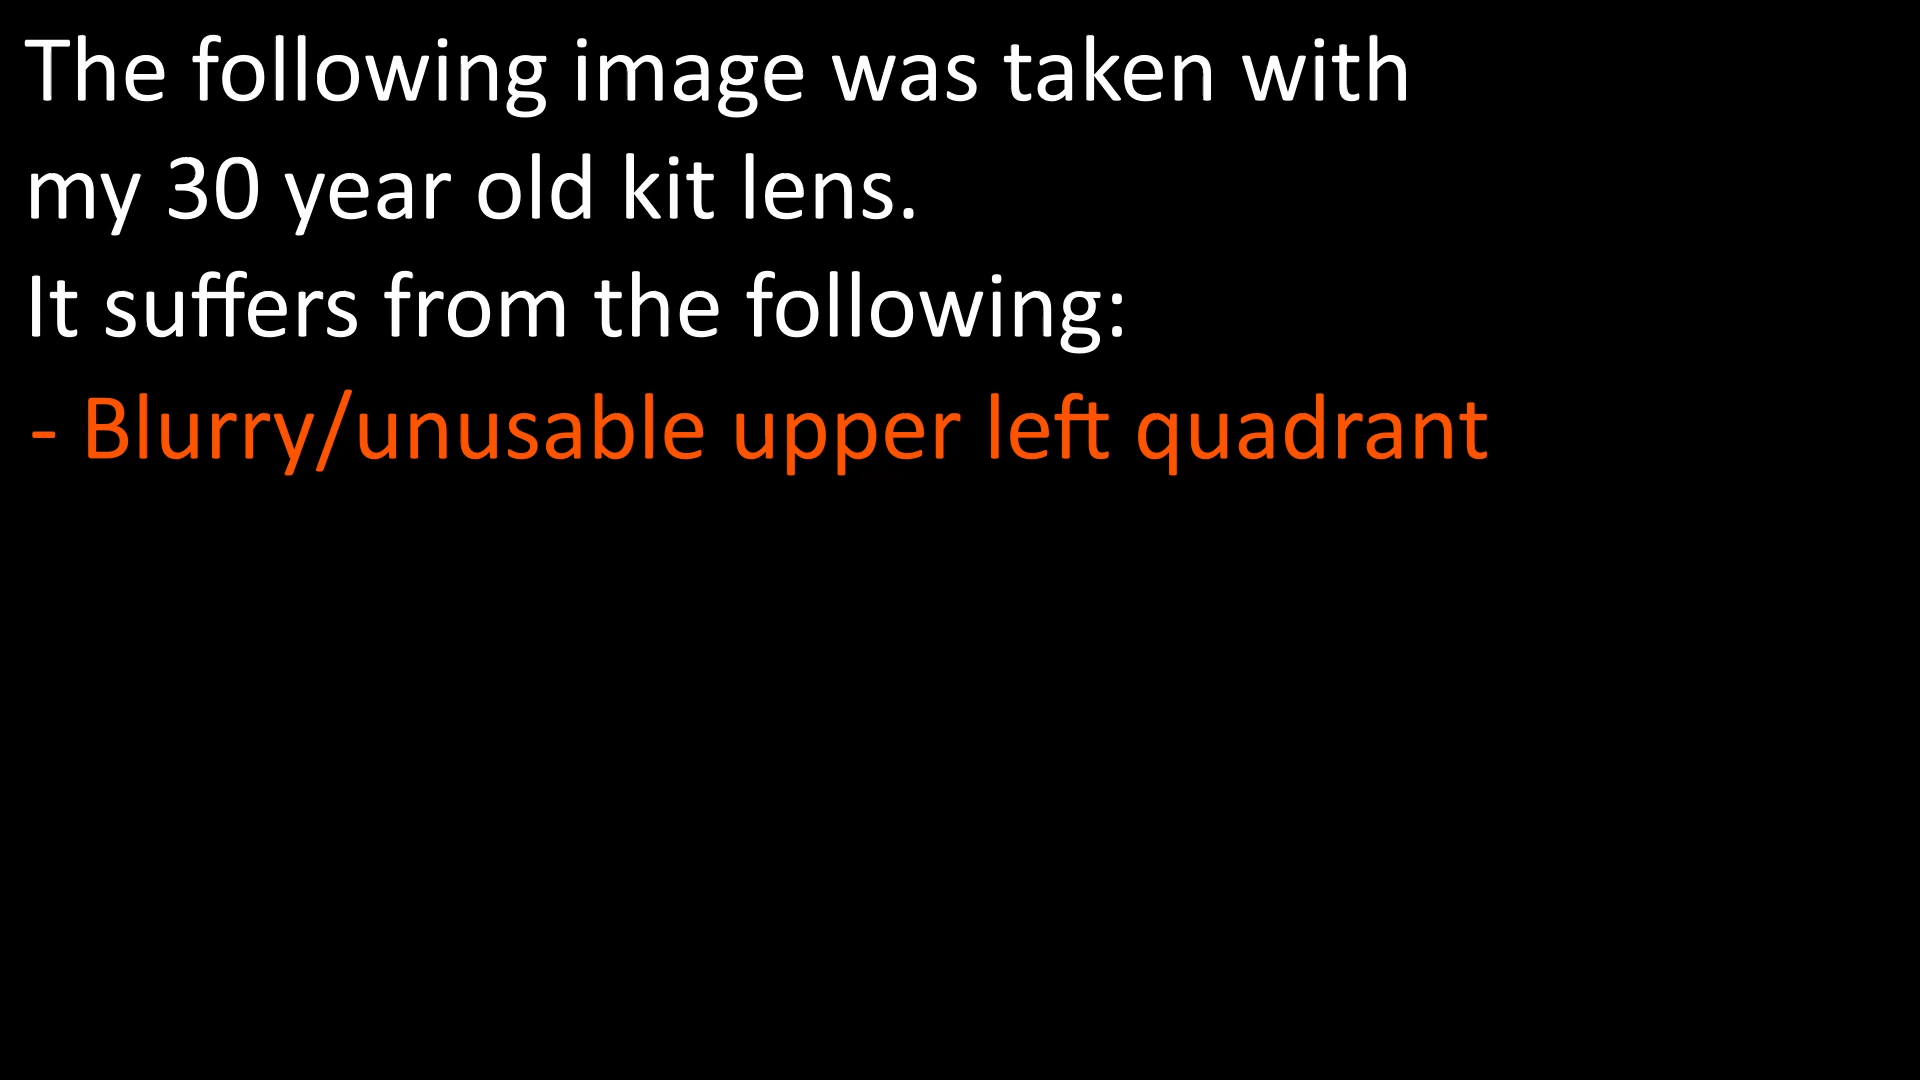 The following image was taken with
my 30 year old kit lens.
It suffers from the following:
- Blurry/unusable upper left quadrant